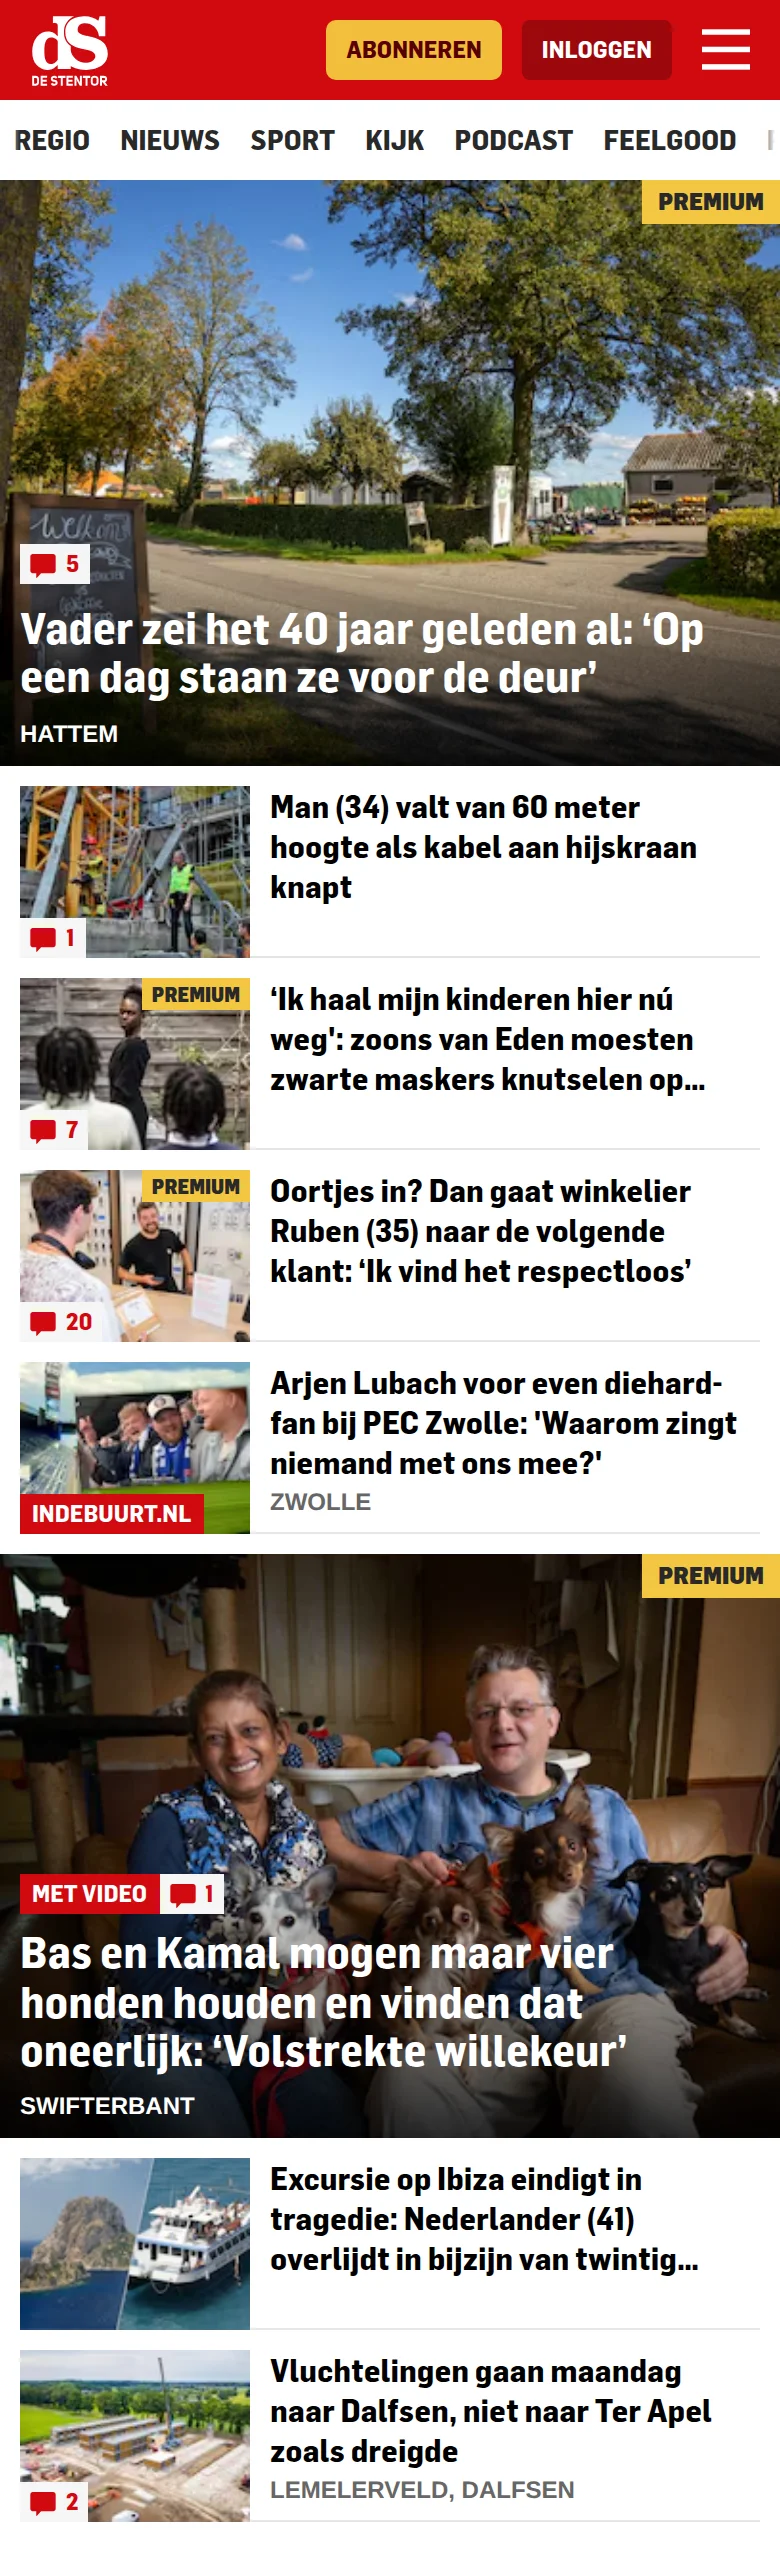 dS
DE STENTOR
ABONNEREN
INLOGGEN
REGIO NIEUWS SPORT KIJK PODCAST FEELGOOD
PREMIUM
Welkom
5
Vader zei het 40 jaar geleden al: ‘Op
een dag staan ze voor de deur’
HATTEM
Man (34) valt van 60 meter
hoogte als kabel aan hijskraan
knapt
1
PREMIUM
‘Ik haal mijn kinderen hier nú
weg': zoons van Eden moesten
zwarte maskers knutselen op...
7
PREMIUM
Oortjes in? Dan gaat winkelier
Ruben (35) naar de volgende
klant: ‘Ik vind het respectloos’
20
Arjen Lubach voor even diehard-
fan bij PEC Zwolle: 'Waarom zingt
niemand met ons mee?'
ZWOLLE
INDEBUURT.NL
PREMIUM
MET VIDEO
1
Bas en Kamal mogen maar vier
honden houden en vinden dat
oneerlijk: ‘Volstrekte willekeur’
SWIFTERBANT
Excursie op Ibiza eindigt in
tragedie: Nederlander (41)
overlijdt in bijzijn van twintig...
Vluchtelingen gaan maandag
naar Dalfsen, niet naar Ter Apel
zoals dreigde
LEMELERVELD, DALFSEN
2